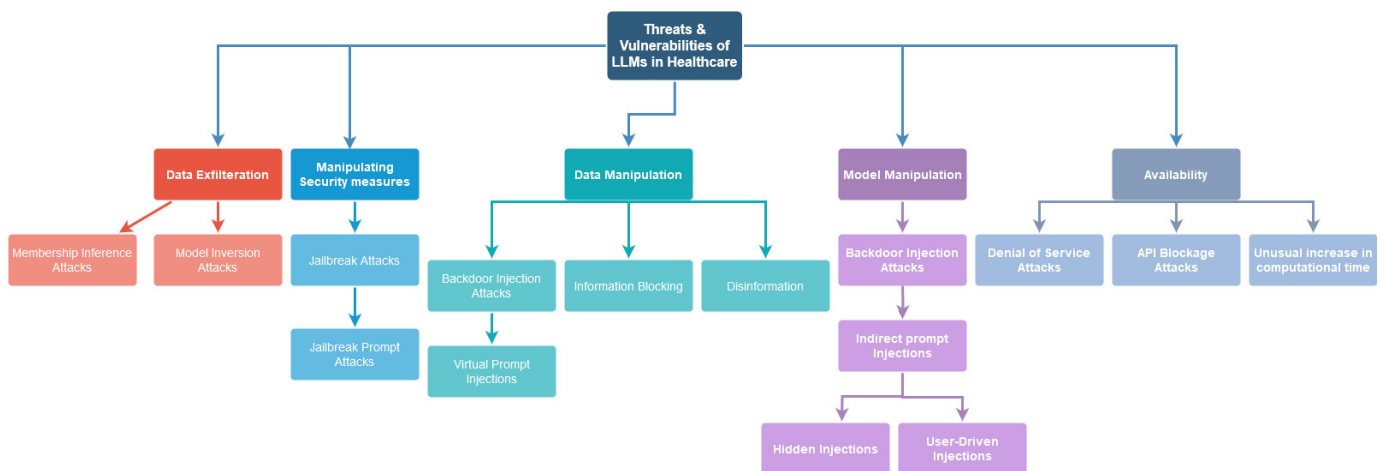 Threats &
Vulnerabilities of
LLMs in Healthcare
Data Exfilteration
Manipulating
Security measures
Data Manipulation
Model Manipulation
Availability
Membership Inference
Attacks
Model Inversion
Attacks
Jailbreak Attacks
Backdoor Injection
Attacks
Information Blocking
Disinformation
Backdoor Injection
Attacks
Denial of Service
Attacks
API Blockage
Attacks
Unusual increase in
computational time
Jailbreak Prompt
Attacks
Virtual Prompt
Injections
Indirect prompt
Injections
Hidden Injections
User-Driven
Injections